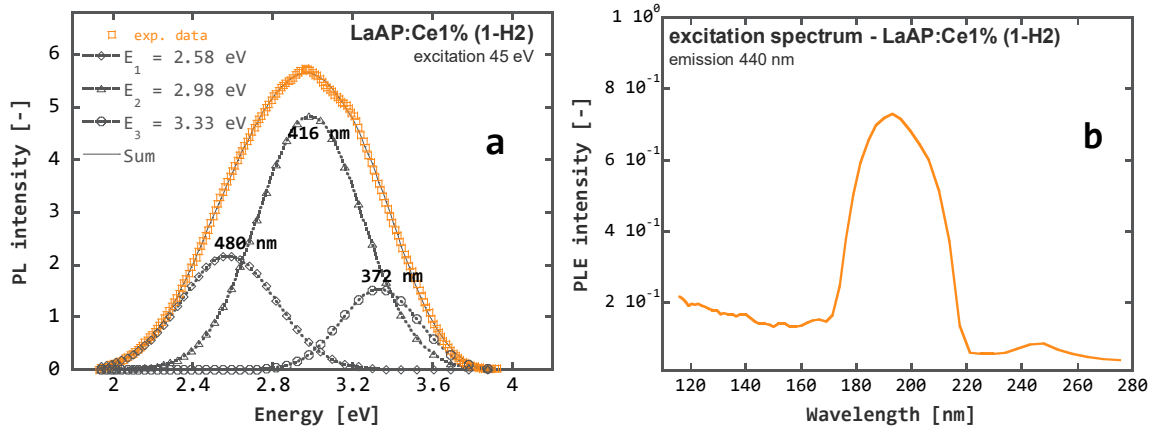 LaAP:Ce1% (1-H2)
excitation 45 eV
exp. data
E1 = 2.58 eV
E2 = 2.98 eV
E3 = 3.33 eV
Sum
a
416 nm
480 nm
372 nm
6
5
4
3
2
1
0
2 2.4 2.8 3.2 3.6 4
PL intensity [-]
Energy [eV]
excitation spectrum - LaAP:Ce1% (1-H2)
emission 440 nm
b
1 10^0
8 10^-1
6 10^-1
4 10^-1
2 10^-1
120 140 160 180 200 220 240 260 280
PLE intensity [-]
Wavelength [nm]